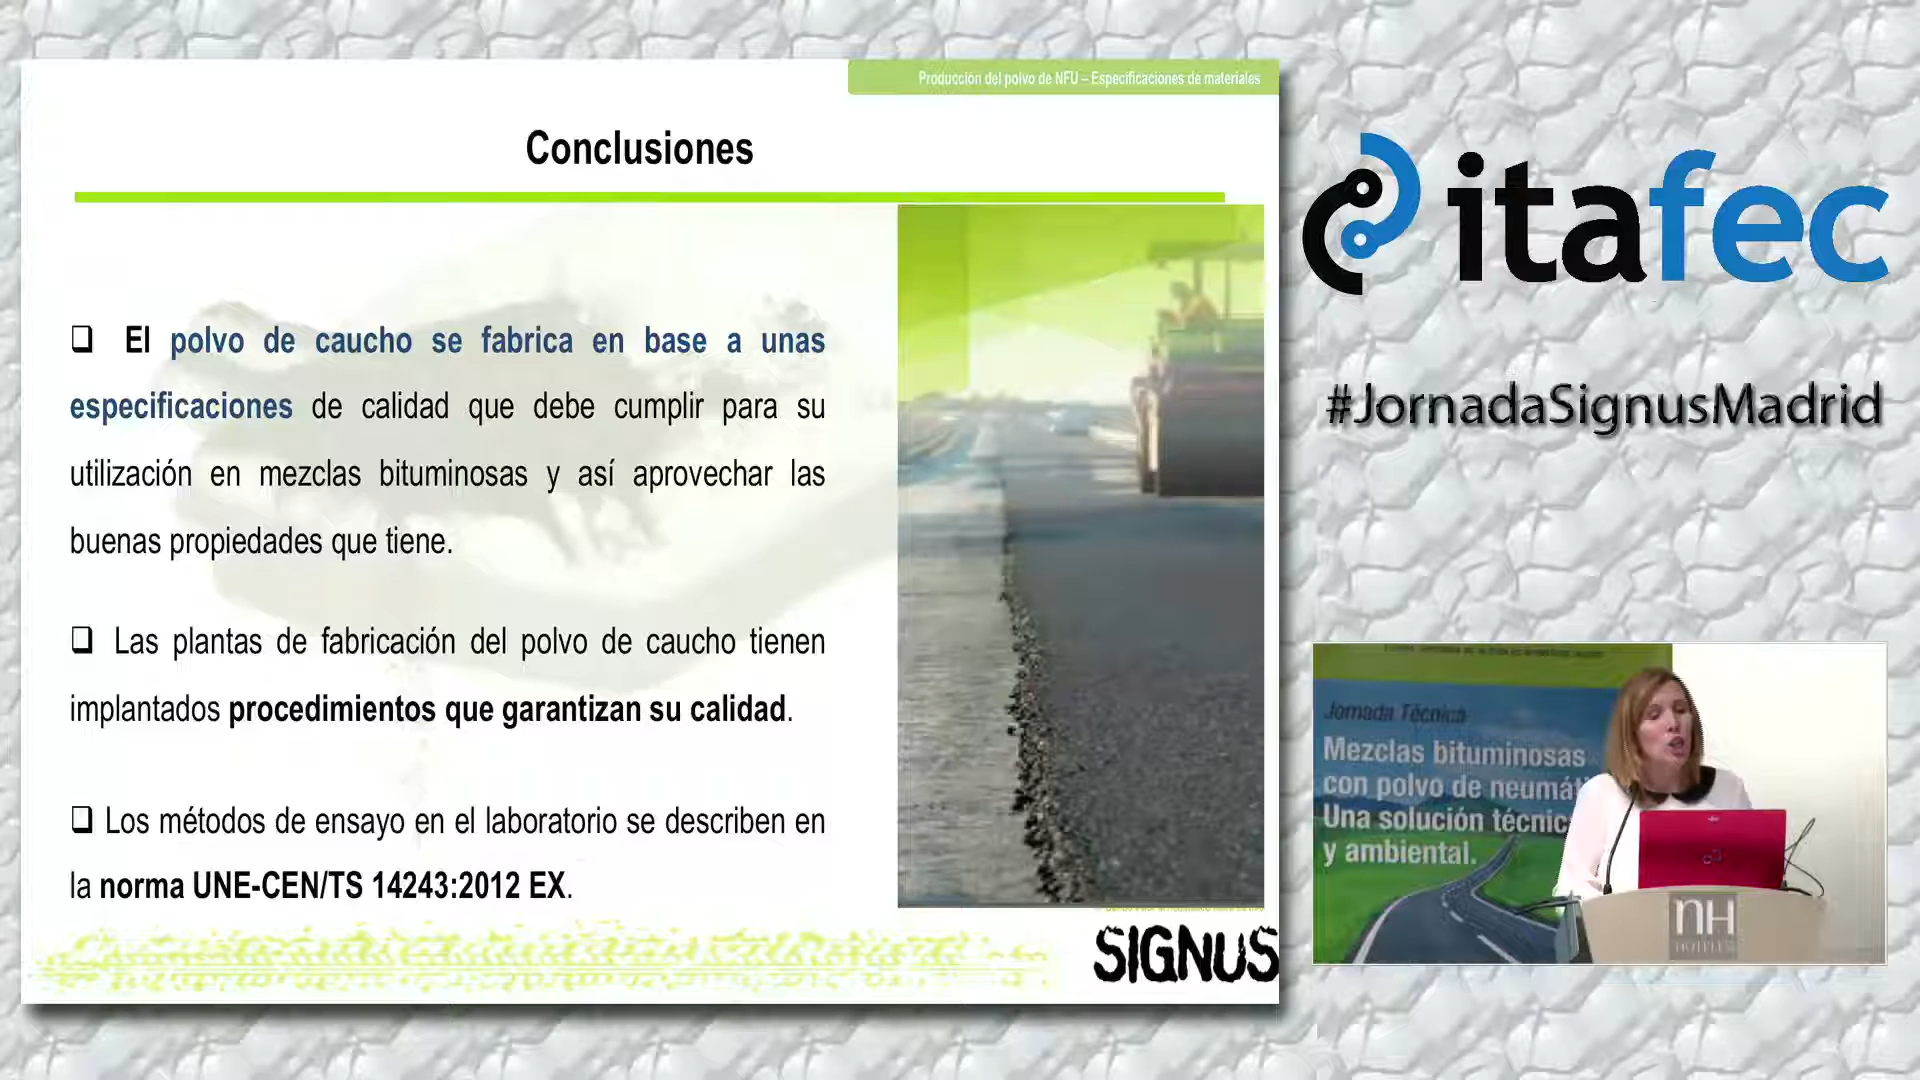 Producción del polvo de NFU – Especificaciones de materiales
Conclusiones
El polvo de caucho se fabrica en base a unas
especificaciones de calidad que debe cumplir para su
utilización en mezclas bituminosas y así aprovechar las
buenas propiedades que tiene.
Las plantas de fabricación del polvo de caucho tienen
implantados procedimientos que garantizan su calidad.
Los métodos de ensayo en el laboratorio se describen en
la norma UNE-CEN/TS 14243:2012 EX.
SIGNUS
itafec
#JornadaSignusMadrid
Jornada Técnica
Mezclas bituminosas
con polvo de
Una solución
y ambiental.
NH
HOTELES